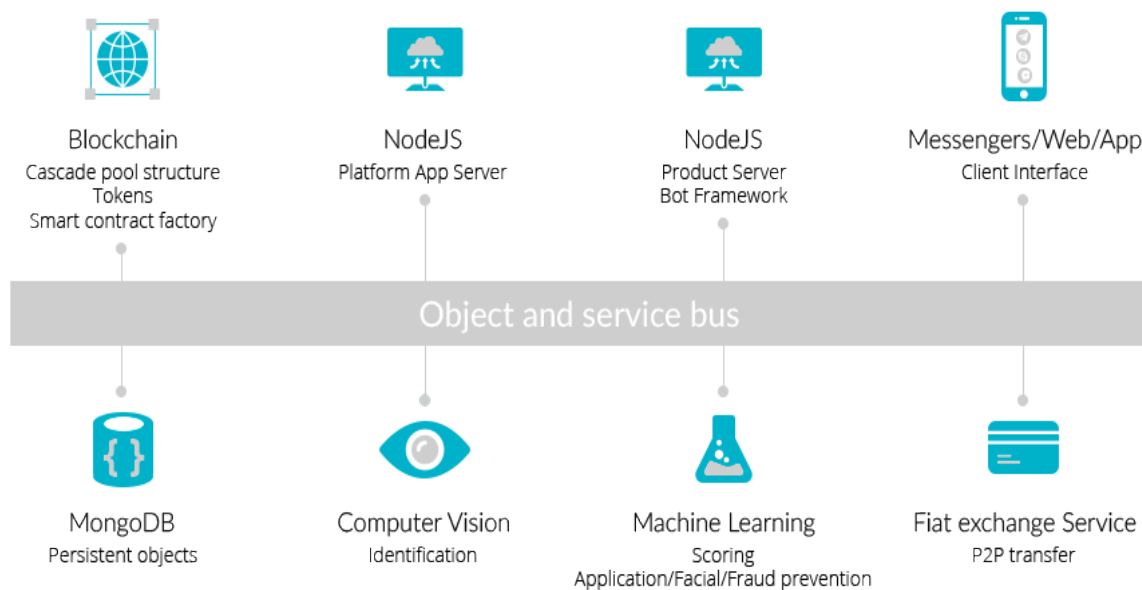 Blockchain
Cascade pool structure
Tokens
Smart contract factory
NodeJS
Platform App Server
NodeJS
Product Server
Bot Framework
Messengers/Web/App
Client Interface
Object and service bus
MongoDB
Persistent objects
Computer Vision
Identification
Machine Learning
Scoring
Application/Facial/Fraud prevention
Fiat exchange Service
P2P transfer